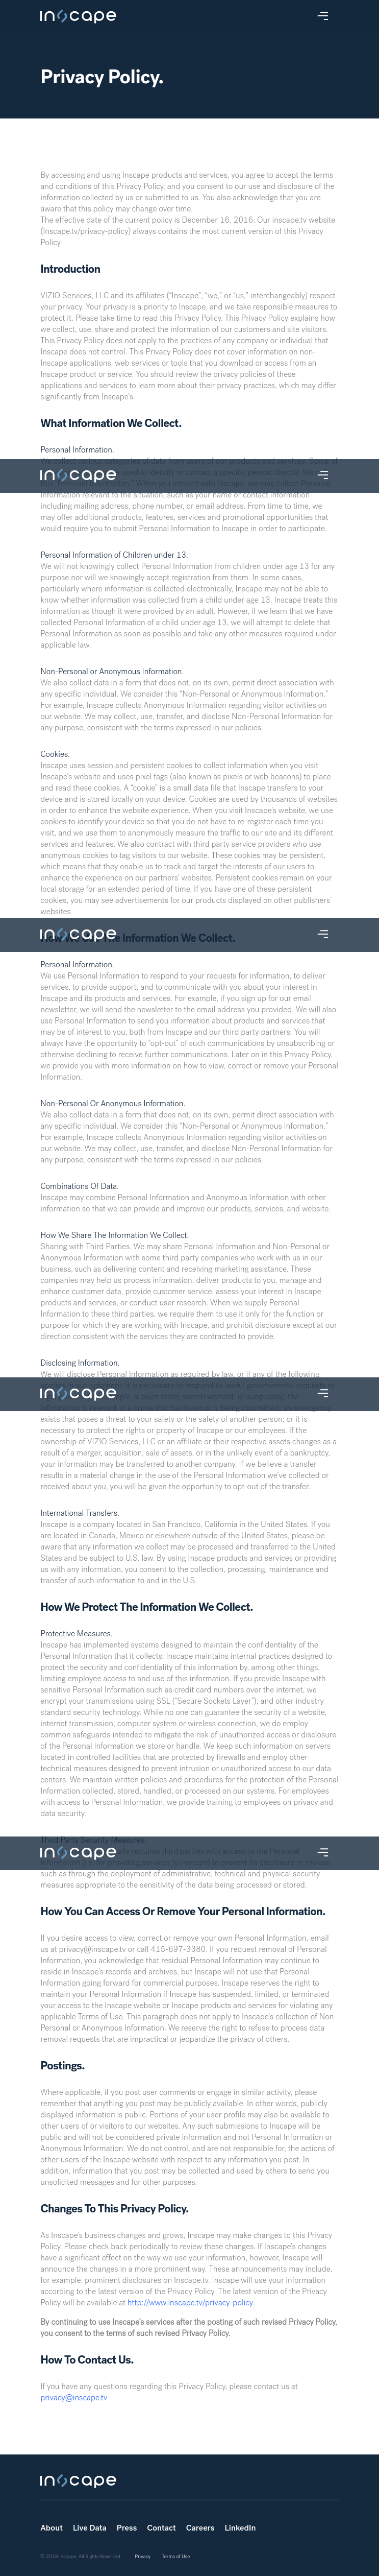 inscape
Privacy Policy.
By accessing and using Inscape products and services, you agree to accept the terms
and conditions of this Privacy Policy, and you consent to our use and disclosure of the
information collected by us or submitted to us. You also acknowledge that you are
aware that this policy may change over time.
The effective date of the current policy is December 16, 2016. Our inscape.tv website
(Inscape.tv/privacy-policy) always contains the most current version of this Privacy
Policy.
Introduction
VIZIO Services, LLC and its affiliates (“Inscape”, “we,” or “us,” interchangeably) respect
your privacy. Your privacy is a priority to Inscape, and we take responsible measures to
protect it. Please take time to read this Privacy Policy. This Privacy Policy explains how
we collect, use, share and protect the information of our customers and site visitors.
This Privacy Policy does not apply to the practices of any company or individual that
Inscape does not control. This Privacy Policy does not cover information on non-
Inscape applications, web services or tools that you download or access from an
Inscape product or service. You should review the privacy policies of these
applications and services to learn more about their privacy practices, which may differ
significantly from Inscape’s.
What Information We Collect.
Personal Information.
inscape
Information relevant to the situation, such as your name or contact information
including mailing address, phone number, or email address. From time to time, we
may offer additional products, features, services and promotional opportunities that
would require you to submit Personal Information to Inscape in order to participate.
Personal Information of Children under 13.
We will not knowingly collect Personal Information from children under age 13 for any
purpose nor will we knowingly accept registration from them. In some cases,
particularly where information is collected electronically, Inscape may not be able to
know whether information was collected from a child under age 13. Inscape treats this
information as though it were provided by an adult. However, if we learn that we have
collected Personal Information of a child under age 13, we will attempt to delete that
Personal Information as soon as possible and take any other measures required under
applicable law.
Non-Personal or Anonymous Information.
We also collect data in a form that does not, on its own, permit direct association with
any specific individual. We consider this “Non-Personal or Anonymous Information.”
For example, Inscape collects Anonymous Information regarding visitor activities on
our website. We may collect, use, transfer, and disclose Non-Personal Information for
any purpose, consistent with the terms expressed in our policies.
Cookies.
Inscape uses session and persistent cookies to collect information when you visit
Inscape’s website and uses pixel tags (also known as pixels or web beacons) to place
and read these cookies. A “cookie” is a small data file that Inscape transfers to your
device and is stored locally on your device. Cookies are used by thousands of websites
in order to enhance the website experience. When you visit Inscape’s website, we use
cookies to identify your device so that you do not have to re-register each time you
visit, and we use them to anonymously measure the traffic to our site and its different
services and features. We also contract with third party service providers who use
anonymous cookies to tag visitors to our website. These cookies may be persistent,
which means that they enable us to track and target the interests of our users to
enhance the experience on our partners’ websites. Persistent cookies remain on your
local storage for an extended period of time. If you have one of these persistent
cookies, you may see advertisements for our products displayed on other publishers’
websites
inscape
How We Use The Information We Collect.
Personal Information.
We use Personal Information to respond to your requests for information, to deliver
services, to provide support, and to communicate with you about your interest in
Inscape and its products and services. For example, if you sign up for our email
newsletter, we will send the newsletter to the email address you provided. We will also
use Personal Information to send you information about products and services that
may be of interest to you, both from Inscape and our third party partners. You will
always have the opportunity to “opt-out” of such communications by unsubscribing or
otherwise declining to receive further communications. Later on in this Privacy Policy,
we provide you with more information on how to view, correct or remove your Personal
Information.
Non-Personal Or Anonymous Information.
We also collect data in a form that does not, on its own, permit direct association with
any specific individual. We consider this “Non-Personal or Anonymous Information.”
For example, Inscape collects Anonymous Information regarding visitor activities on
our website. We may collect, use, transfer, and disclose Non-Personal Information for
any purpose, consistent with the terms expressed in our policies.
Combinations Of Data.
Inscape may combine Personal Information and Anonymous Information with other
information so that we can provide and improve our products, services, and website.
How We Share The Information We Collect.
Sharing with Third Parties. We may share Personal Information and Non-Personal or
Anonymous Information with some third party companies who work with us in our
business, such as delivering content and receiving marketing assistance. These
companies may help us process information, deliver products to you, manage and
enhance customer data, provide customer service, assess your interest in Inscape
products and services, or conduct user research. When we supply Personal
Information to these third parties, we require them to use it only for the function or
purpose for which they are working with Inscape, and prohibit disclosure except at our
direction consistent with the services they are contracted to provide.
Disclosing Information.
We will disclose Personal Information as required by law, or if any of the following
inscape
exists that poses a threat to your safety or the safety of another person; or it is
necessary to protect the rights or property of Inscape or our employees. If the
ownership of VIZIO Services, LLC or an affiliate or their respective assets changes as a
result of a merger, acquisition, sale of assets, or in the unlikely event of a bankruptcy,
your information may be transferred to another company. If we believe a transfer
results in a material change in the use of the Personal Information we’ve collected or
received about you, you will be given the opportunity to opt-out of the transfer.
International Transfers.
Inscape is a company located in San Francisco, California in the United States. If you
are located in Canada, Mexico or elsewhere outside of the United States, please be
aware that any information we collect may be processed and transferred to the United
States and be subject to U.S. law. By using Inscape products and services or providing
us with any information, you consent to the collection, processing, maintenance and
transfer of such information to and in the U.S.
How We Protect The Information We Collect.
Protective Measures.
Inscape has implemented systems designed to maintain the confidentiality of the
Personal Information that it collects. Inscape maintains internal practices designed to
protect the security and confidentiality of this information by, among other things,
limiting employee access to and use of this information. If you provide Inscape with
sensitive Personal Information such as credit card numbers over the internet, we
encrypt your transmissions using SSL (“Secure Sockets Layer”), and other industry
standard security technology. While no one can guarantee the security of a website,
internet transmission, computer system or wireless connection, we do employ
common safeguards intended to mitigate the risk of unauthorized access or disclosure
of the Personal Information we store or handle. We keep such information on servers
located in controlled facilities that are protected by firewalls and employ other
technical measures designed to prevent intrusion or unauthorized access to our data
centers. We maintain written policies and procedures for the protection of the Personal
Information collected, stored, handled, or processed on our systems. For employees
with access to Personal Information, we provide training to employees on privacy and
data security.
Third Party Security Measures.
inscape
such as through the deployment of administrative, technical and physical security
measures appropriate to the sensitivity of the data being processed or stored.
How You Can Access Or Remove Your Personal Information.
If you desire access to view, correct or remove your own Personal Information, email
us at privacy@inscape.tv or call 415-697-3380. If you request removal of Personal
Information, you acknowledge that residual Personal Information may continue to
reside in Inscape’s records and archives, but Inscape will not use that Personal
Information going forward for commercial purposes. Inscape reserves the right to
maintain your Personal Information if Inscape has suspended, limited, or terminated
your access to the Inscape website or Inscape products and services for violating any
applicable Terms of Use. This paragraph does not apply to Inscape’s collection of Non-
Personal or Anonymous Information. We reserve the right to refuse to process data
removal requests that are impractical or jeopardize the privacy of others.
Postings.
Where applicable, if you post user comments or engage in similar activity, please
remember that anything you post may be publicly available. In other words, publicly
displayed information is public. Portions of your user profile may also be available to
other users of or visitors to our websites. Any such submissions to Inscape will be
public and will not be considered private information and not Personal Information or
Anonymous Information. We do not control, and are not responsible for, the actions of
other users of the Inscape website with respect to any information you post. In
addition, information that you post may be collected and used by others to send you
unsolicited messages and for other purposes.
Changes To This Privacy Policy.
As Inscape’s business changes and grows, Inscape may make changes to this Privacy
Policy. Please check back periodically to review these changes. If Inscape’s changes
have a significant effect on the way we use your information, however, Inscape will
announce the changes in a more prominent way. These announcements may include,
for example, prominent disclosures on Inscape.tv. Inscape will use your information
according to the latest version of the Privacy Policy. The latest version of the Privacy
Policy will be available at http://www.inscape.tv/privacy-policy.
By continuing to use Inscape’s services after the posting of such revised Privacy Policy,
you consent to the terms of such revised Privacy Policy.
How To Contact Us.
If you have any questions regarding this Privacy Policy, please contact us at
privacy@inscape.tv
inscape
About Live Data Press Contact Careers LinkedIn
© 2016 Inscape. All Rights Reserved. Privacy Terms of Use